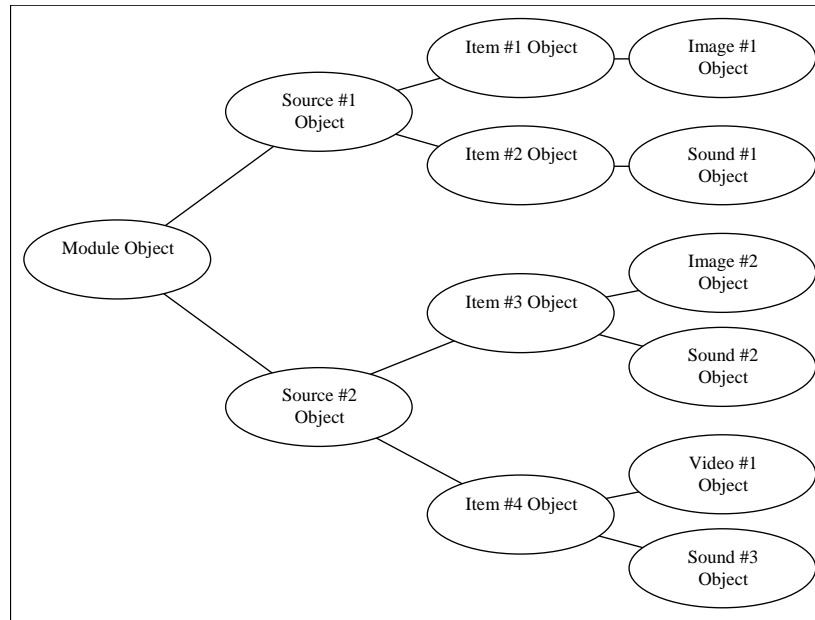 Item #1 Object
Image #1
Object
Source #1
Object
Item #2 Object
Sound #1
Object
Module Object
Image #2
Object
Item #3 Object
Sound #2
Object
Source #2
Object
Video #1
Object
Item #4 Object
Sound #3
Object